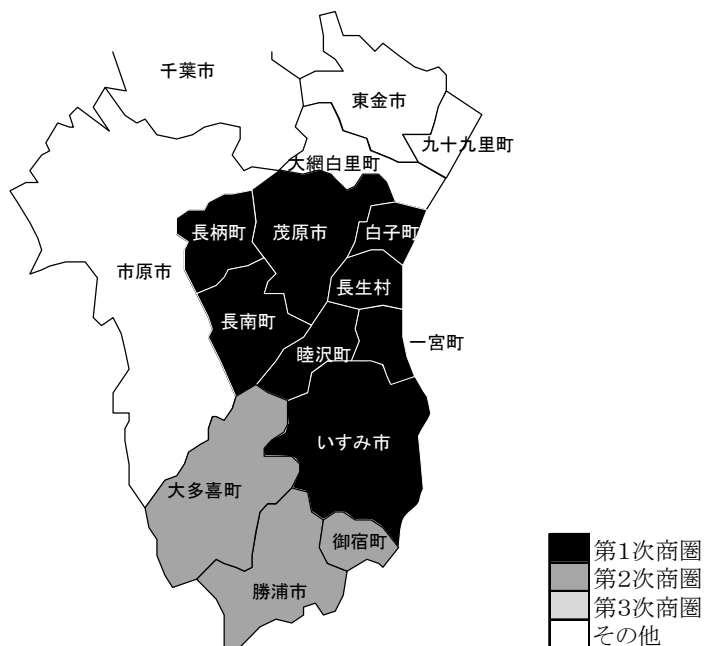 千葉市
東金市
九十九里町
大網白里町
長柄町
茂原市
白子町
市原市
長生村
長南町
一宮町
睦沢町
いすみ市
大多喜町
御宿町
勝浦市
第1次商圏
第2次商圏
第3次商圏
その他